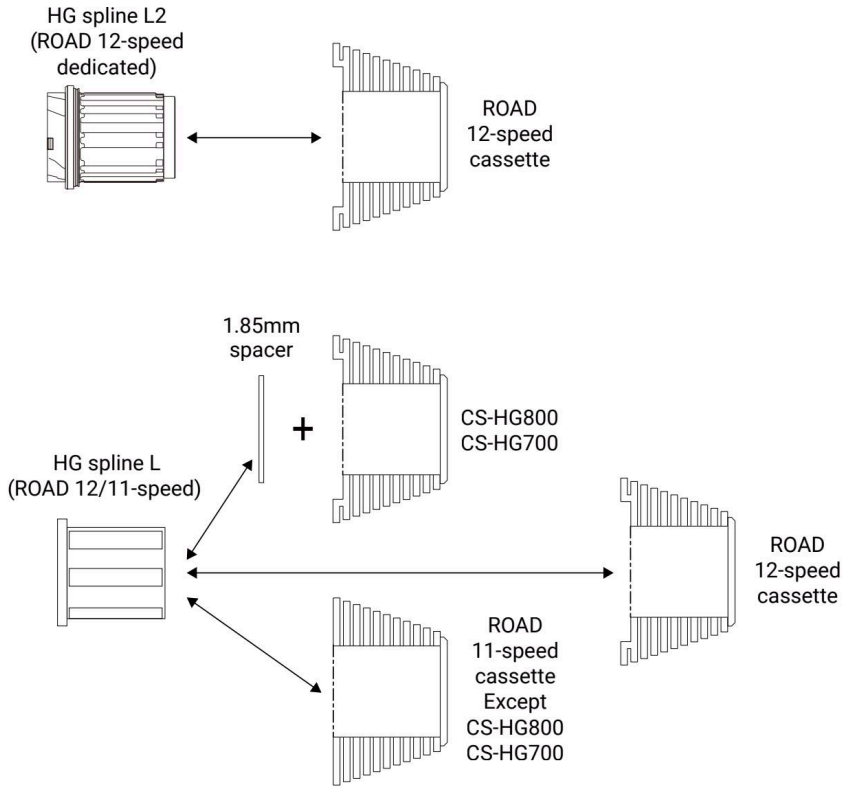 HG spline L2
(ROAD 12-speed
dedicated)
ROAD
12-speed
cassette
1.85mm
spacer
+
CS-HG800
CS-HG700
HG spline L
(ROAD 12/11-speed)
ROAD
12-speed
cassette
ROAD
11-speed
cassette
Except
CS-HG800
CS-HG700